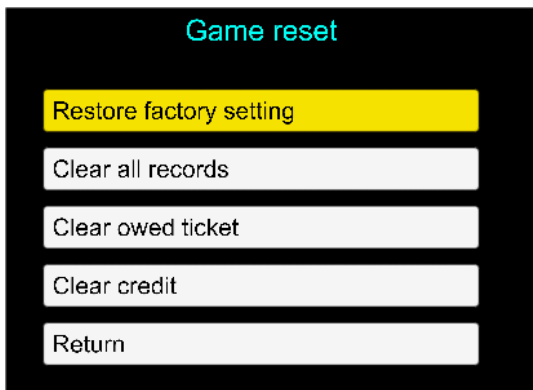 Game reset
Restore factory setting
Clear all records
Clear owed ticket
Clear credit
Return